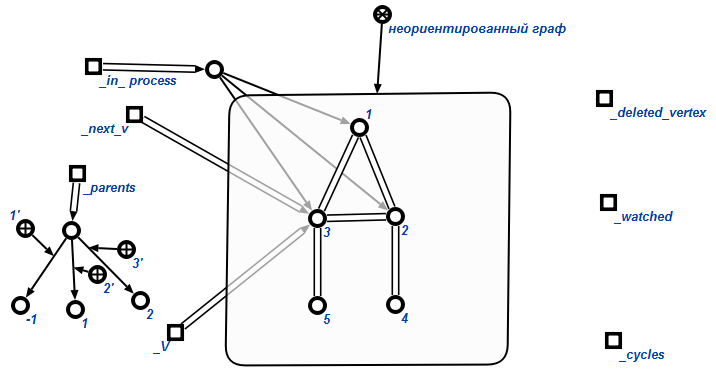 неориентированный граф
_in_ process
1
_deleted_vertex
_next_v
_parents
1'
_watched
3
2
3'
2'
-1
1
2
5
4
_V
_cycles